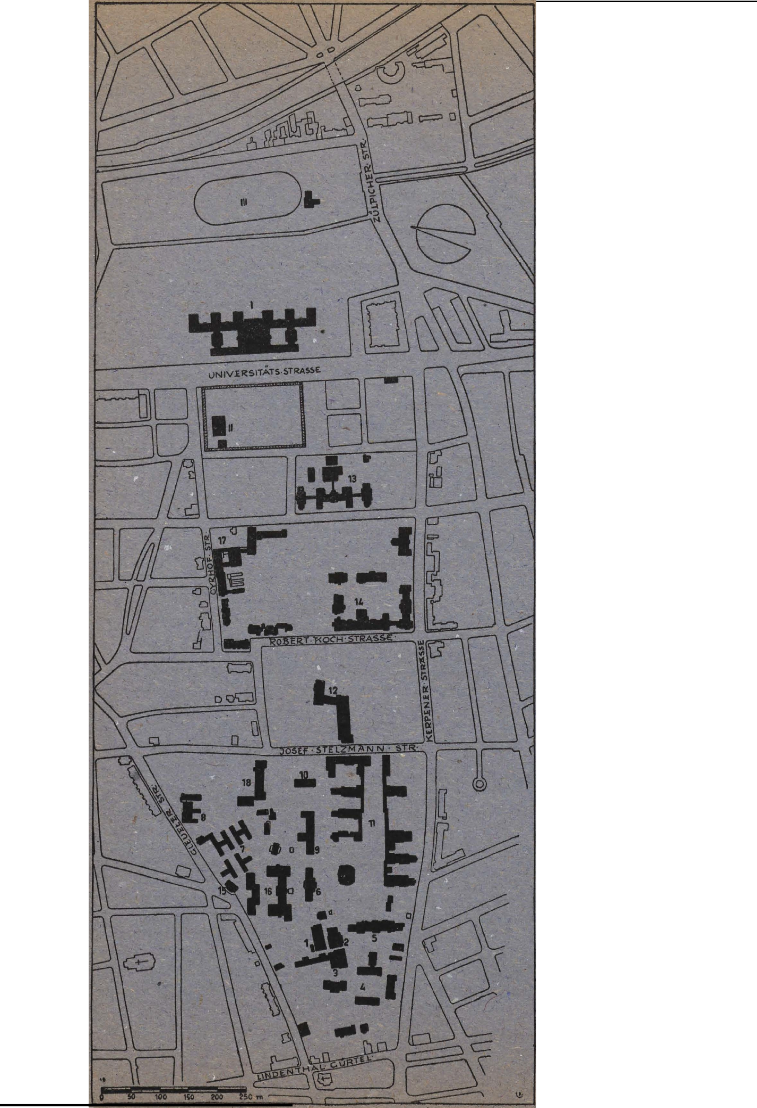 ZÜLPICHER·STR.
III
I
UNIVERSITÄTS·STRASSE
II
13
17
GYRHOF·STR.
14
ROBERT·KOCH·STRASSE·
KERPENER·STRASSE
12
JOSEF·STELZMANN·STR·
GLEUELER STR.
18
10
11
8
7
9
15
16
6
1
2
5
3
4
LINDENTHAL GÜRTEL
0 50 100 150 200 250 m